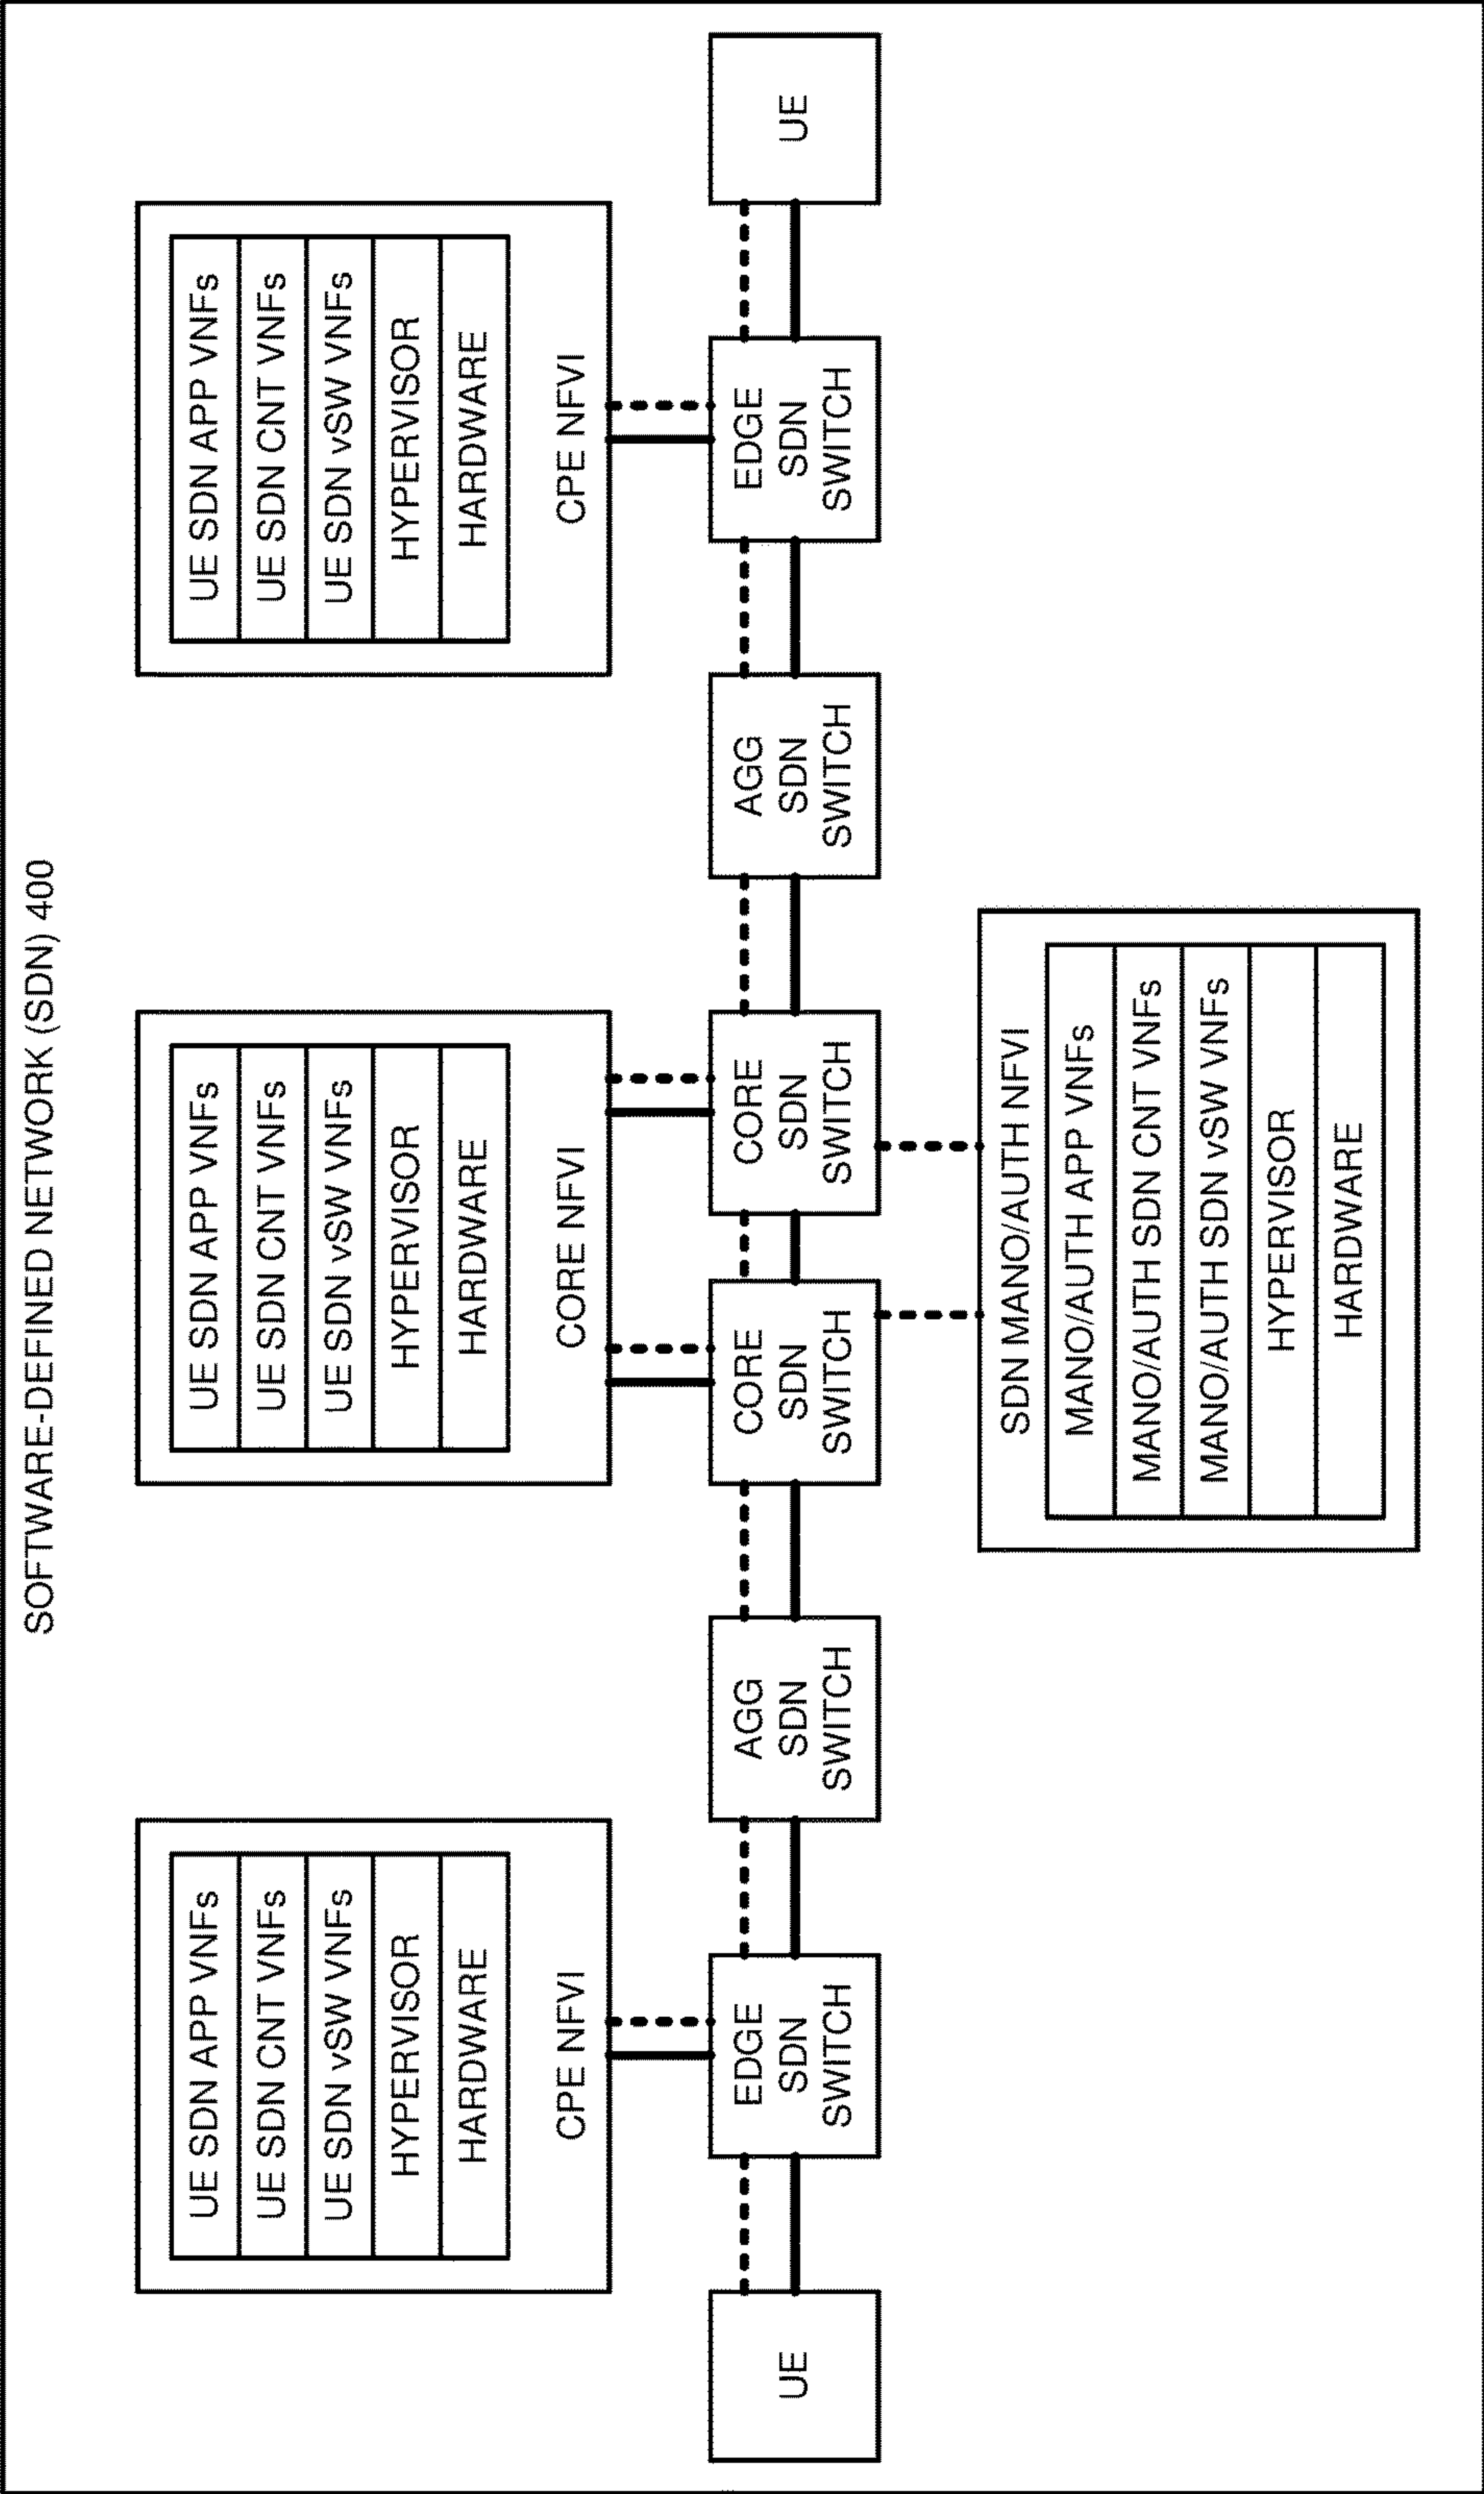 SOFTWARE-DEFINED NETWORK (SDN) 400
UE SDN APP VNFs
UE SDN CNT VNFs
UE SDN vSW VNFs
HYPERVISOR
HARDWARE
CPE NFVI
UE SDN APP VNFs
UE SDN CNT VNFs
UE SDN vSW VNFs
HYPERVISOR
HARDWARE
CORE NFVI
UE SDN APP VNFs
UE SDN CNT VNFs
UE SDN vSW VNFs
HYPERVISOR
HARDWARE
CPE NFVI
UE
EDGE
SDN
SWITCH
AGG
SDN
SWITCH
CORE
SDN
SWITCH
CORE
SDN
SWITCH
AGG
SDN
SWITCH
EDGE
SDN
SWITCH
UE
SDN MANO/AUTH NFVI
MANO/AUTH APP VNFs
MANO/AUTH SDN CNT VNFs
MANO/AUTH SDN vSW VNFs
HYPERVISOR
HARDWARE